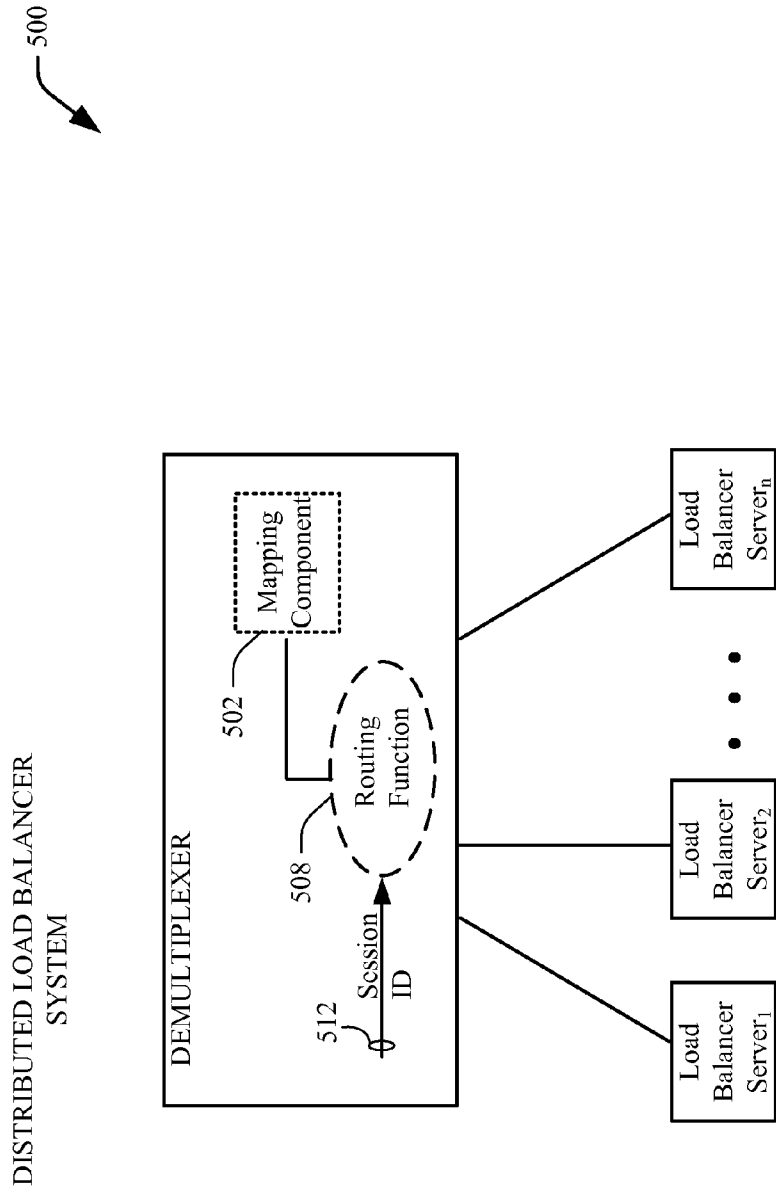 DISTRIBUTED LOAD BALANCER
SYSTEM
500
DEMULTIPLEXER
512
Session
ID
508
Routing
Function
502
Mapping
Component
Load
Balancer
Server₁
Load
Balancer
Server₂
• • •
Load
Balancer
Serverₙ